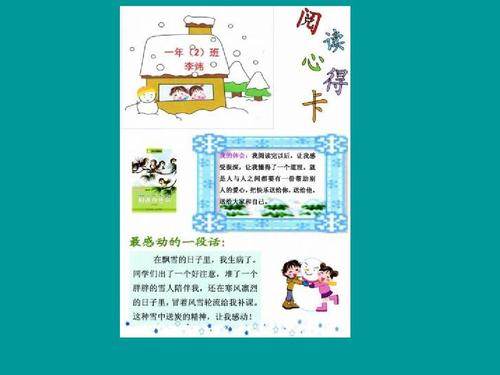 阅读心得卡
一年（2）班
李炜
我的体会：我阅读完以后，让我感
受很深，让我懂得了一个道理，就
是人与人之间都要有一份帮助别
人的爱心，把快乐送给你，送给他，
送给大家和自己。
最感动的一段话：
在飘雪的日子里，我生病了。
同学们出了一个好注意，堆了一个
胖胖的雪人陪伴我，还在寒风凛烈
的日子里，冒着风雪轮流给我补课。
这种雪中送炭的精神，让我感动！